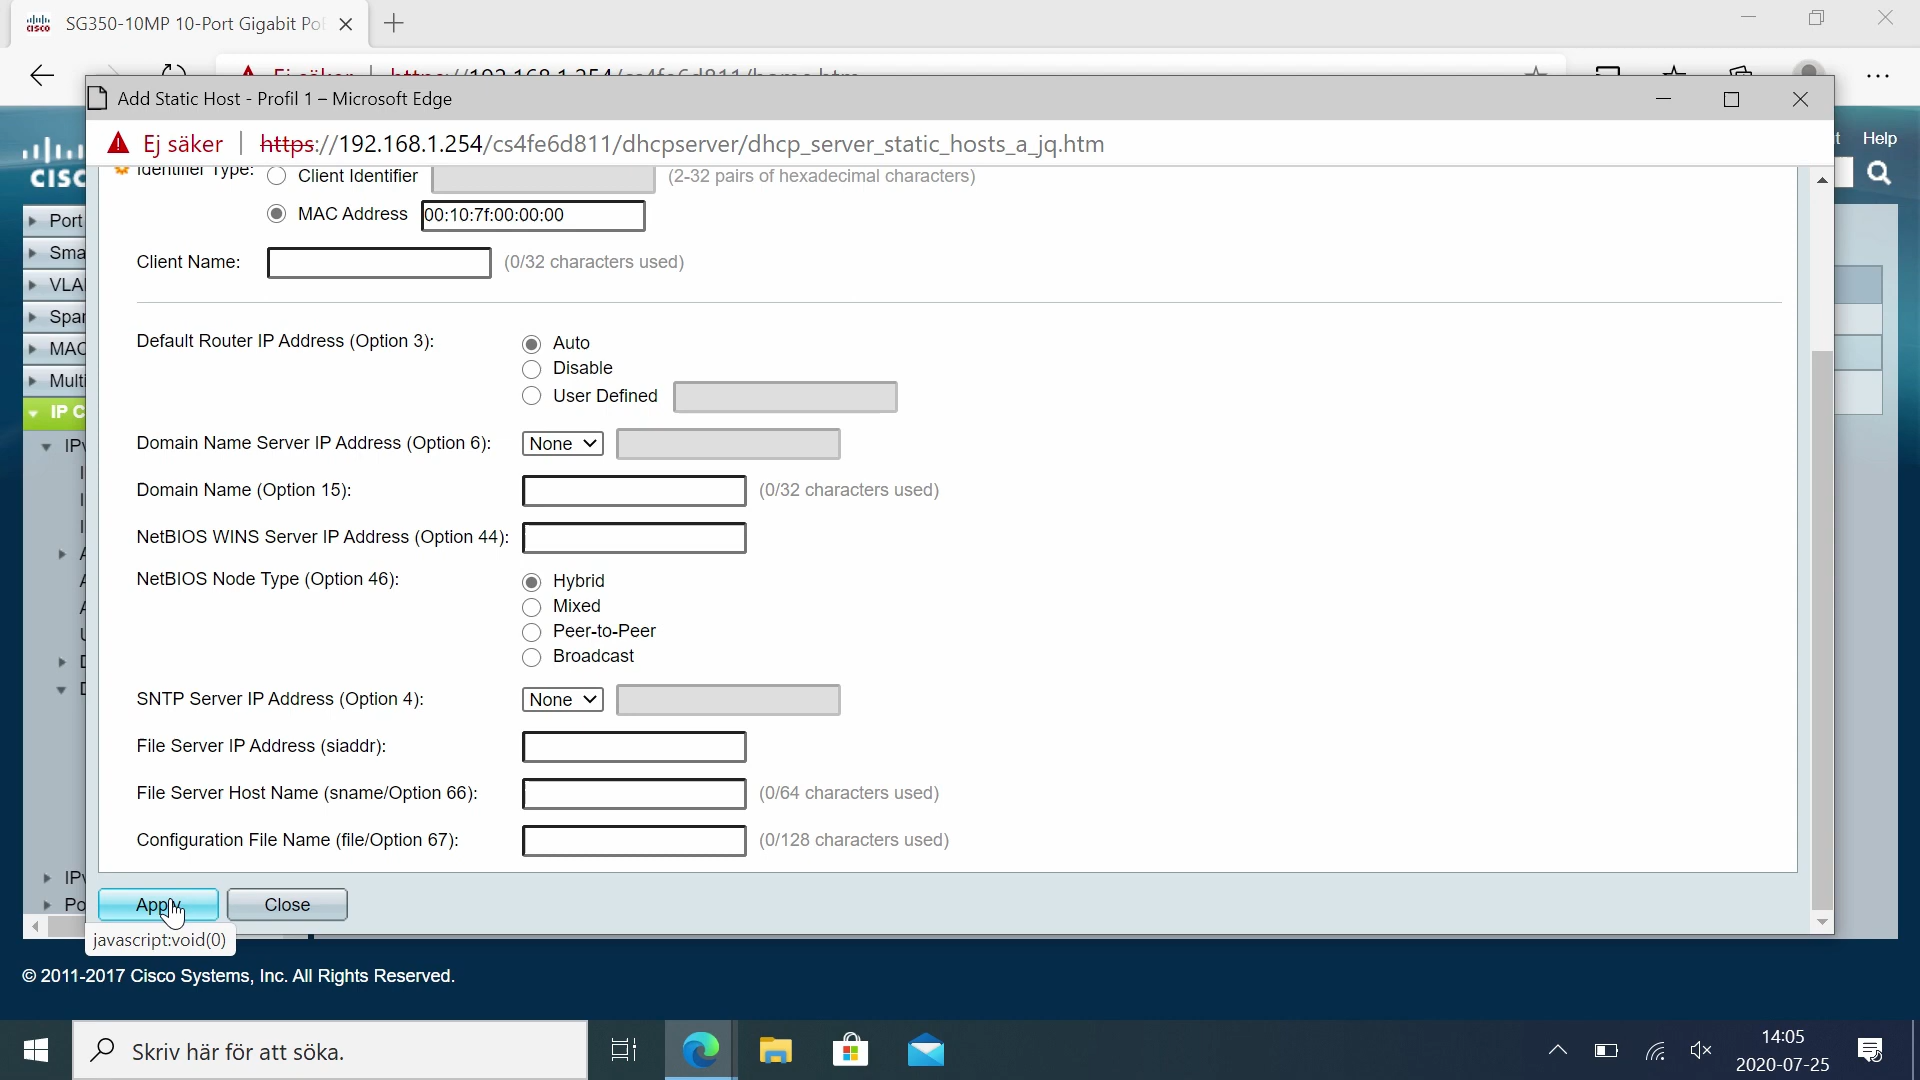 SG350-10MP 10-Port Gigabit Po
Add Static Host - Profil 1 – Microsoft Edge
Ej säker | https://192.168.1.254/cs4fe6d811/dhcpserver/dhcp_server_static_hosts_a_jq.htm
Help
Identifier Type:
Client Identifier (2-32 pairs of hexadecimal characters)
MAC Address 00:10:7f:00:00:00
Client Name: (0/32 characters used)
Default Router IP Address (Option 3): Auto
Disable
User Defined
Domain Name Server IP Address (Option 6): None
Domain Name (Option 15): (0/32 characters used)
NetBIOS WINS Server IP Address (Option 44):
NetBIOS Node Type (Option 46): Hybrid
Mixed
Peer-to-Peer
Broadcast
SNTP Server IP Address (Option 4): None
File Server IP Address (siaddr):
File Server Host Name (sname/Option 66): (0/64 characters used)
Configuration File Name (file/Option 67): (0/128 characters used)
Apply Close
javascript:void(0)
CISC
Port
Sma
VLA
Spa
MAC
Multi
IP C
IP
IP
Po
© 2011-2017 Cisco Systems, Inc. All Rights Reserved.
Skriv här för att söka.
14:05
2020-07-25